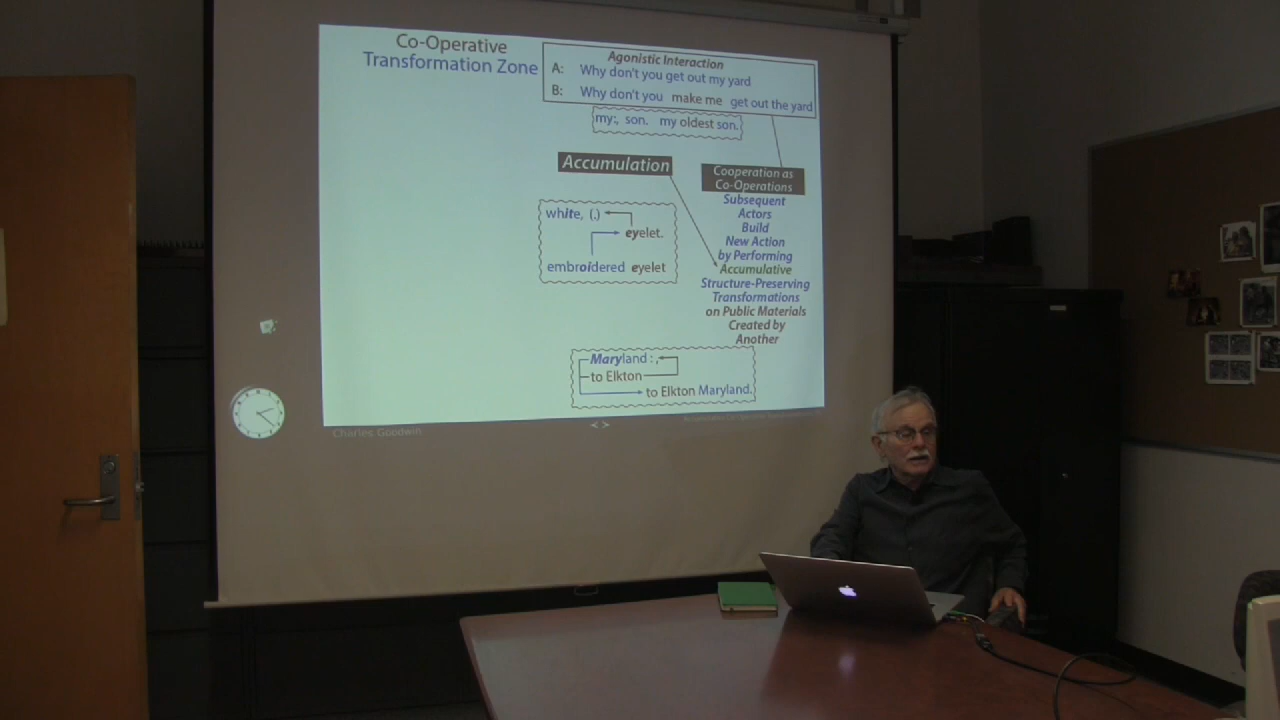 Co-Operative
Transformation Zone
Agonistic Interaction
A: Why don't you get out my yard
B: Why don't you make me get out the yard
my:, son. my oldest son.
Accumulation
Cooperation as
Co-Operations
Subsequent
Actors
Build
New Action
by Performing
Accumulative
Structure-Preserving
Transformations
on Public Materials
Created by
Another
white, (.)
eyelet.
embroidered eyelet
Maryland : ,
to Elkton
to Elkton Maryland.
Charles Goodwin
< >